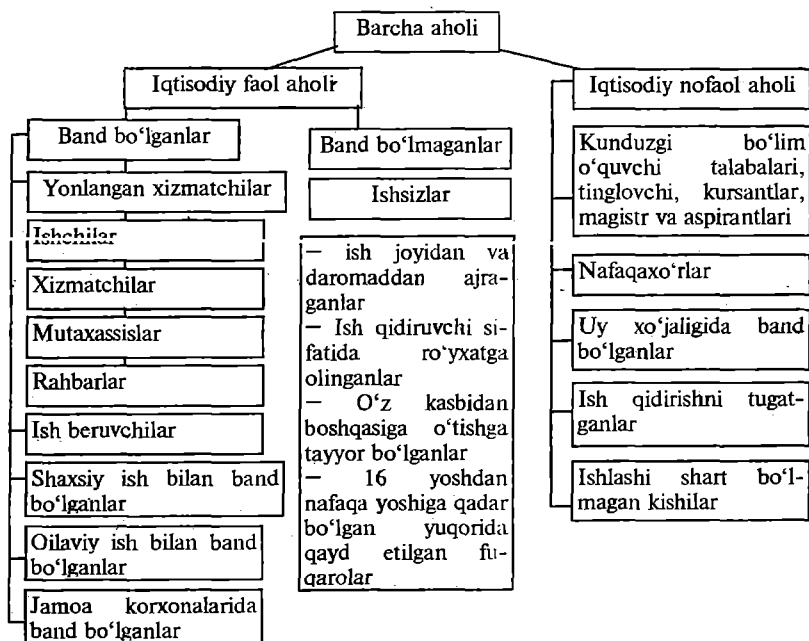 Barcha aholi
Iqtisodiy faol aholi
Band bo‘lganlar
Yonlangan xizmatchilar
Ishchilar
Xizmatchilar
Mutaxassislar
Rahbarlar
Ish beruvchilar
Shaxsiy ish bilan band
bo‘lganlar
Oilaviy ish bilan band
bo‘lganlar
Jamoa korxonalarida
band bo‘lganlar
Band bo‘lmaganlar
Ishsizlar
— ish joyidan va
daromaddan ajra-
ganlar
— Ish qidiruvchi si-
fatida ro‘yxatga
olinganlar
— O‘z kasbidan
boshqasiga o‘tishga
tayyor bo‘lganlar
— 16 yoshdan
nafaqa yoshiga qadar
bo‘lgan yuqorida
qayd etilgan fu-
qarolar
Iqtisodiy nofaol aholi
Kunduzgi bo‘lim
o‘quvchi talabalari,
tinglovchi, kursantlar,
magistr va aspirantlari
Nafaqaxo‘rlar
Uy xo‘jaligida band
bo‘lganlar
Ish qidirishni tugat-
ganlar
Ishlashi shart bo‘l-
magan kishilar